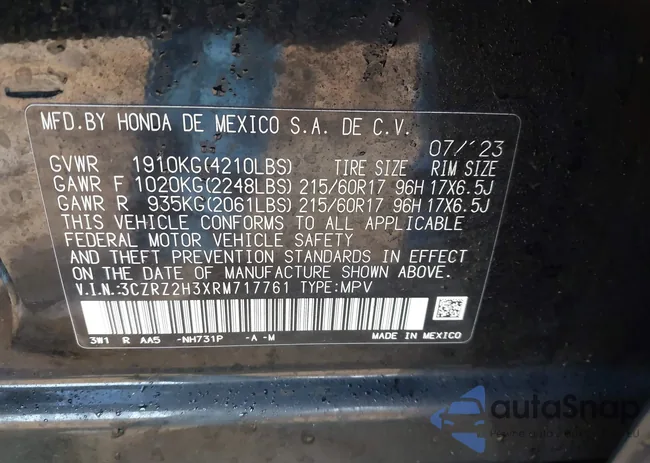 MFD.BY HONDA DE MEXICO S.A. DE C.V.
07/'23
GVWR 1910KG(4210LBS) TIRE SIZE RIM SIZE
GAWR F 1020KG(2248LBS) 215/60R17 96H 17X6.5J
GAWR R 935KG(2061LBS) 215/60R17 96H 17X6.5J
THIS VEHICLE CONFORMS TO ALL APPLICABLE
FEDERAL MOTOR VEHICLE SAFETY
AND THEFT PREVENTION STANDARDS IN EFFECT
ON THE DATE OF MANUFACTURE SHOWN ABOVE.
V.I.N.:3CZRZ2H3XRM717761 TYPE:MPV
3W1 R AA5 -NH731P -A -M MADE IN MEXICO
autoSnap